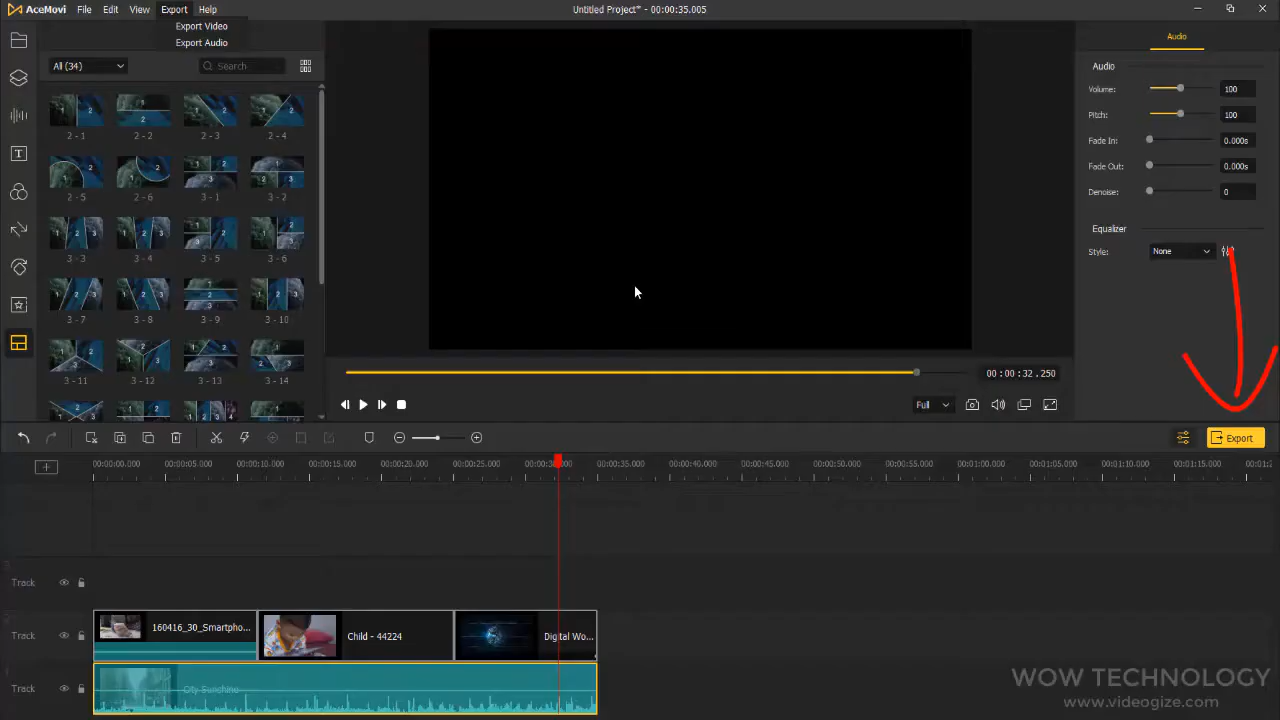 AceMovi File Edit View Export Help
Untitled Project* - 00:00:35.005
Export Video
Export Audio
All (34)
Search
2 - 1
2 - 2
2 - 3
2 - 4
2 - 5
2 - 6
3 - 1
3 - 2
3 - 3
3 - 4
3 - 5
3 - 6
3 - 7
3 - 8
3 - 9
3 - 10
3 - 11
3 - 12
3 - 13
3 - 14
Audio
Audio
Volume: 100
Pitch: 100
Fade In: 0.000s
Fade Out: 0.000s
Denoise: 0
Equalizer
Style: None
00:00:32.250
Full
Export
00:00:00.000 00:00:05.000 00:00:10.000 00:00:15.000 00:00:20.000 00:00:25.000 00:00:35.000 00:00:40.000 00:00:45.000 00:00:50.000 00:00:55.000 00:01:00.000 00:01:05.000 00:01:10.000 00:01:15.000
Track
Track
160416_30_Smartpho...
Child - 44224
Digital Wo...
Track
City Sunshine
WOW TECHNOLOGY
www.videogize.com